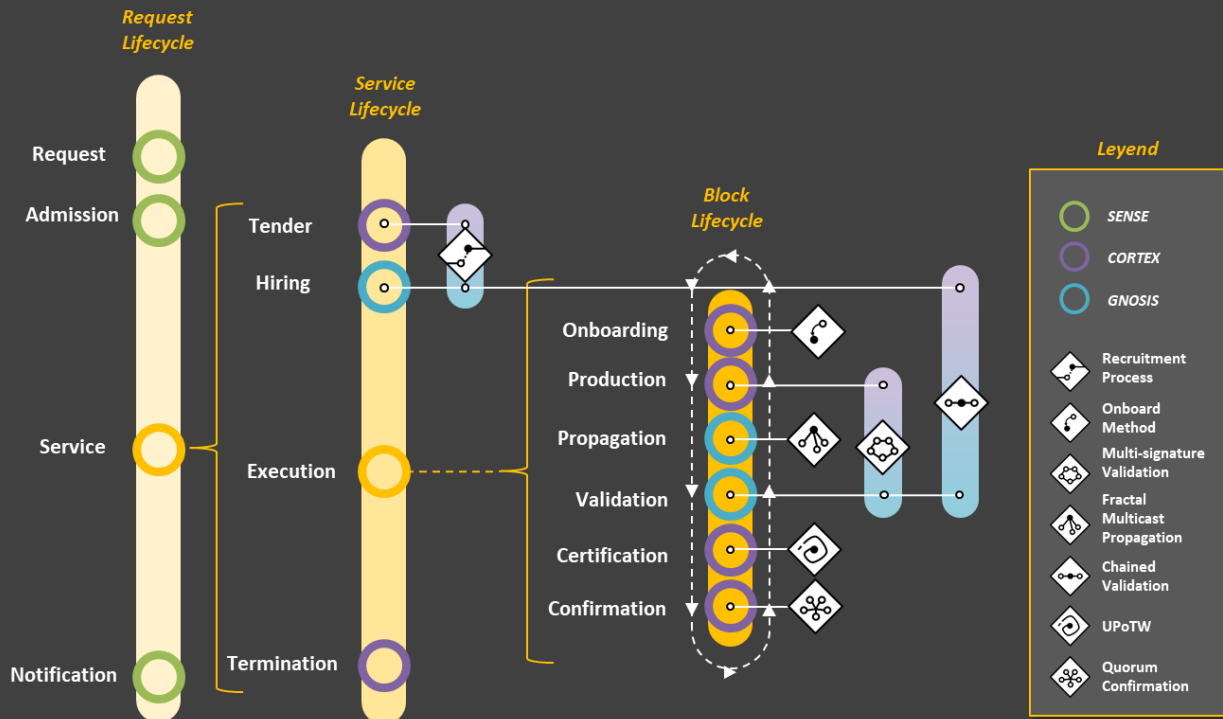 Request
Lifecycle
Request
Admission
Service
Notification
Service
Lifecycle
Tender
Hiring
Execution
Termination
Block
Lifecycle
Onboarding
Production
Propagation
Validation
Certification
Confirmation
Leyend
SENSE
CORTEX
GNOSIS
Recruitment
Process
Onboard
Method
Multi-signature
Validation
Fractal
Multicast
Propagation
Chained
Validation
UPoTW
Quorum
Confirmation